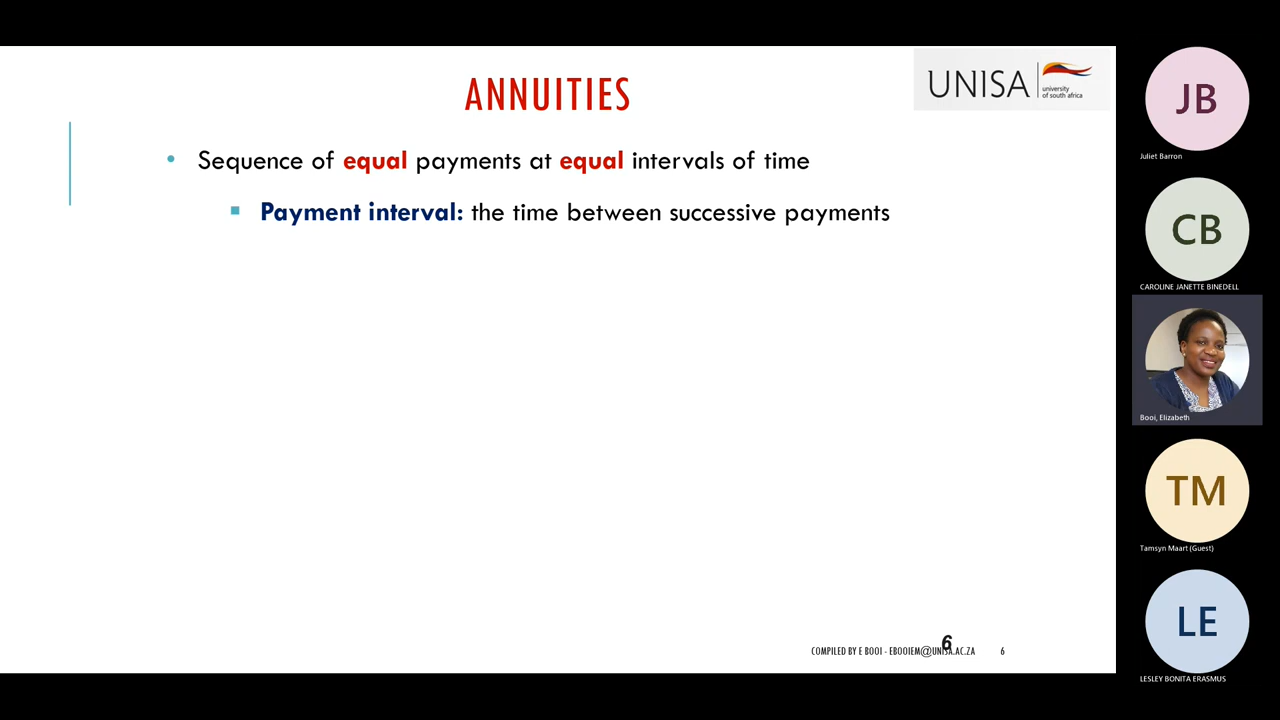 ANNUITIES
UNISA
university
of south africa
• Sequence of equal payments at equal intervals of time
▪ Payment interval: the time between successive payments
COMPILED BY E BOOI - EBOOIEM@UNISA.AC.ZA
6
6
JB
Juliet Barron
CB
CAROLINE JANETTE BINEDELL
Booi, Elizabeth
TM
Tamsyn Maart (Guest)
LE
LESLEY BONITA ERASMUS